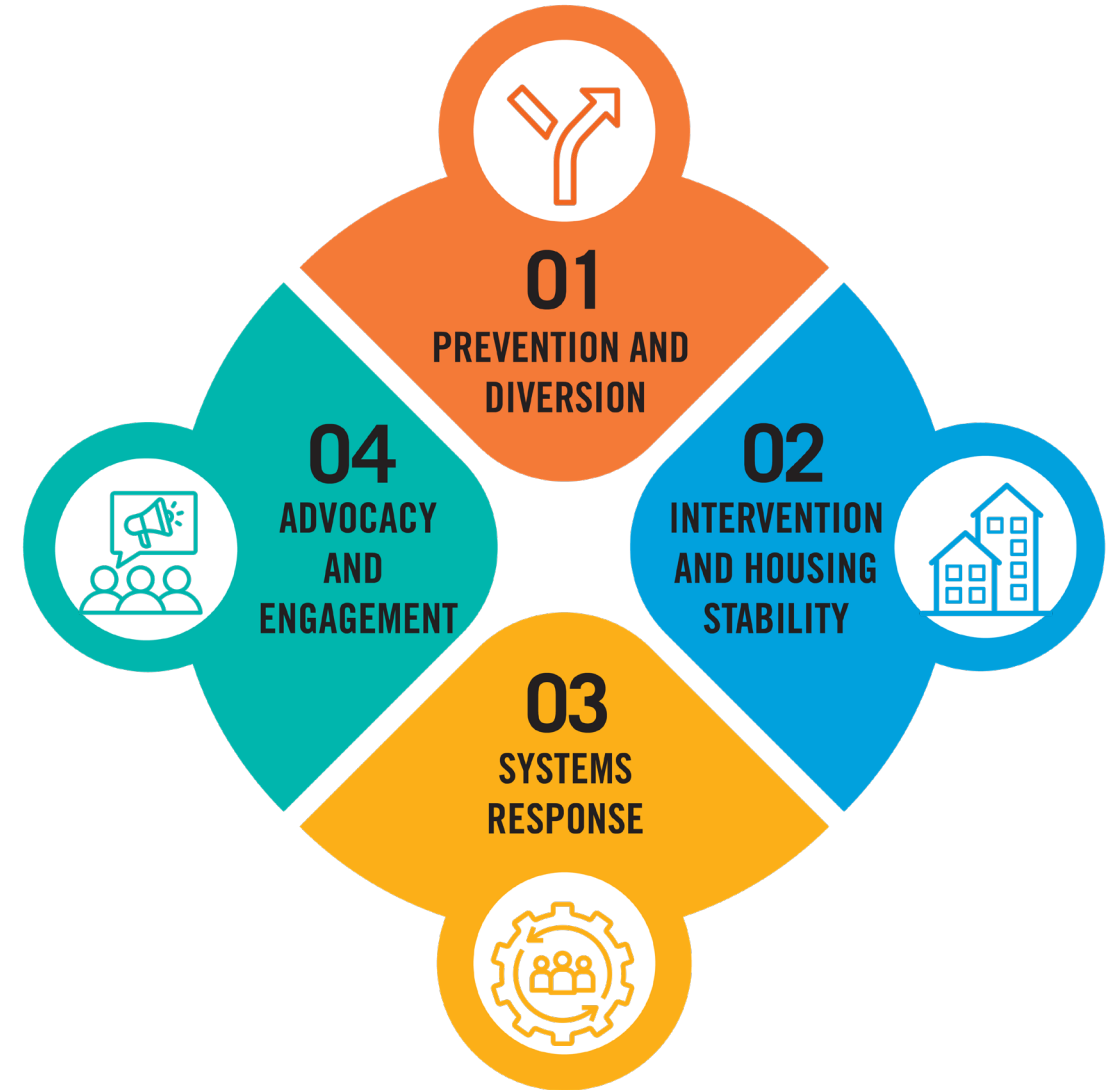 01
PREVENTION AND
DIVERSION
02
INTERVENTION
AND HOUSING
STABILITY
03
SYSTEMS
RESPONSE
04
ADVOCACY
AND
ENGAGEMENT